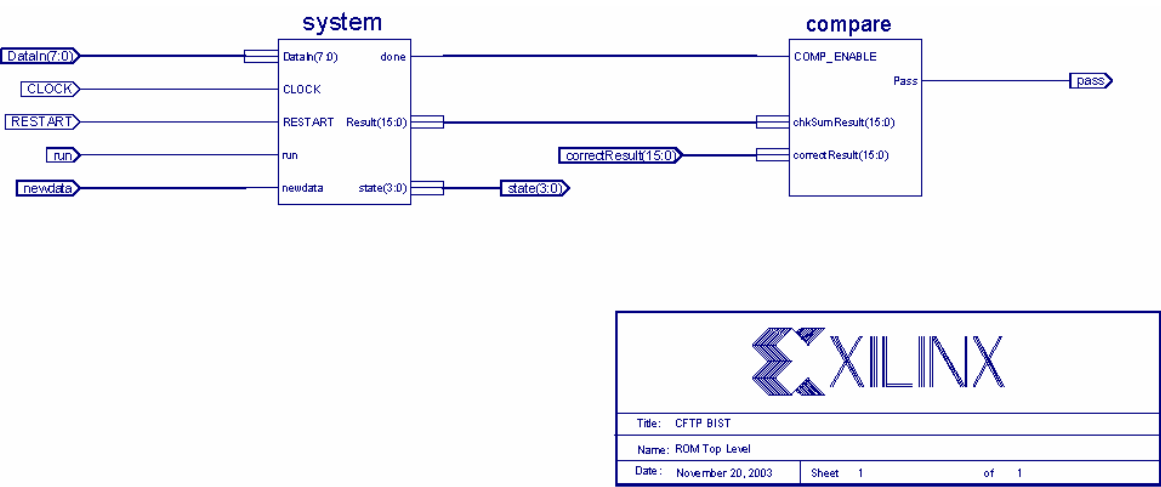 system
compare
DataIn(7:0)
DataIn(7:0)
done
COMP_ENABLE
Pass
pass
CLOCK
CLOCK
RESTART
RESTART
Result(15:0)
chkSumResult(15:0)
run
run
correctResult(15:0)
correctResult(15:0)
newdata
newdata
state(3:0)
state(3:0)
XILINX
Title: CFTP BIST
Name: ROM Top Level
Date: November 20, 2003
Sheet 1 of 1